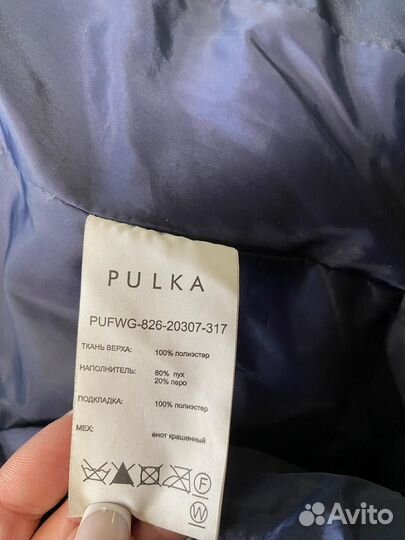 PULKA
PUFWG-826-20307-317
ТКАНЬ ВЕРХА: 100% полиэстер
НАПОЛНИТЕЛЬ: 80% пух
20% перо
ПОДКЛАДКА: 100% полиэстер
МЕХ: енот крашенный
F
W
Avito